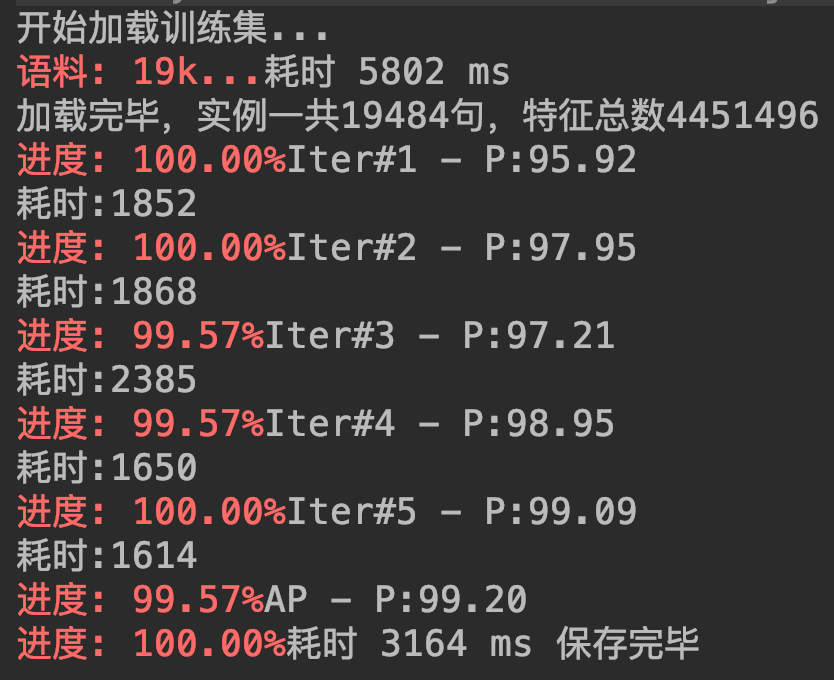 开始加载训练集...
语料: 19k...耗时 5802 ms
加载完毕，实例一共19484句，特征总数4451496
进度: 100.00%Iter#1 - P:95.92
耗时:1852
进度: 100.00%Iter#2 - P:97.95
耗时:1868
进度: 99.57%Iter#3 - P:97.21
耗时:2385
进度: 99.57%Iter#4 - P:98.95
耗时:1650
进度: 100.00%Iter#5 - P:99.09
耗时:1614
进度: 99.57%AP - P:99.20
进度: 100.00%耗时 3164 ms 保存完毕